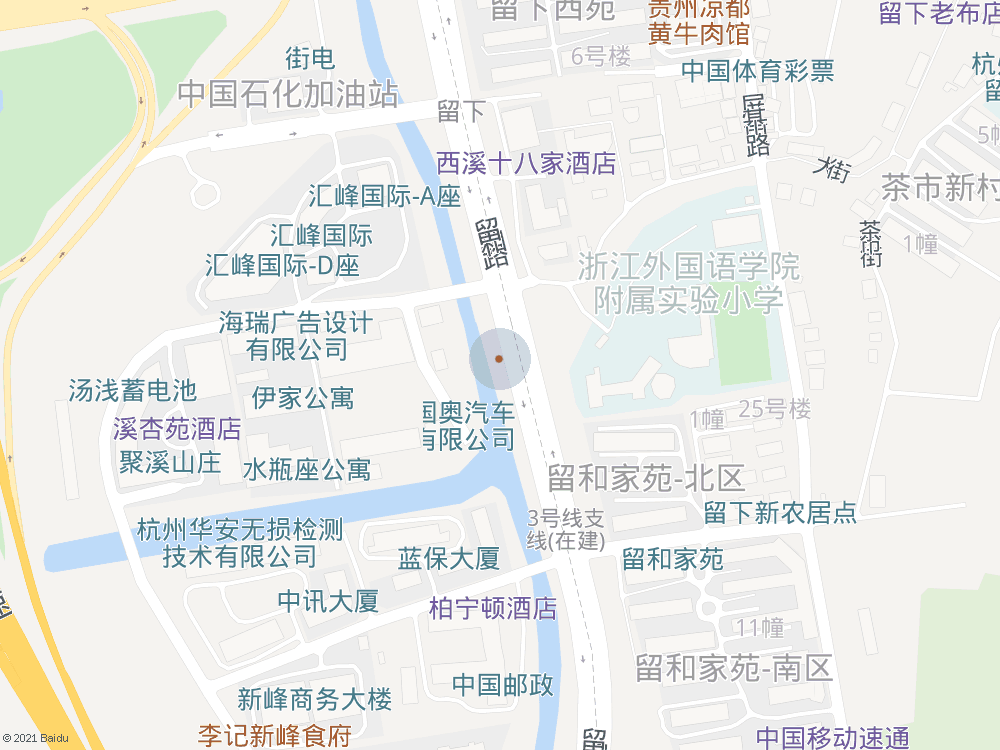 留下西苑
贵州凉都
黄牛肉馆
留下老布店
街电
6号楼
中国体育彩票
杭州
留
中国石化加油站
留下
屏基路
5幢
西溪十八家酒店
大街
汇峰国际-A座
茶市新村
留和路
汇峰国际
茶市街
1幢
汇峰国际-D座
浙江外国语学院
附属实验小学
海瑞广告设计
有限公司
汤浅蓄电池
伊家公寓
国奥汽车
有限公司
1幢
25号楼
溪杏苑酒店
聚溪山庄
水瓶座公寓
留和家苑-北区
3号线支
线(在建)
留下新农居点
杭州华安无损检测
技术有限公司
蓝保大厦
留和家苑
中讯大厦
柏宁顿酒店
11幢
留和家苑-南区
中国邮政
新峰商务大楼
李记新峰食府
留
中国移动速通
© 2021 Baidu